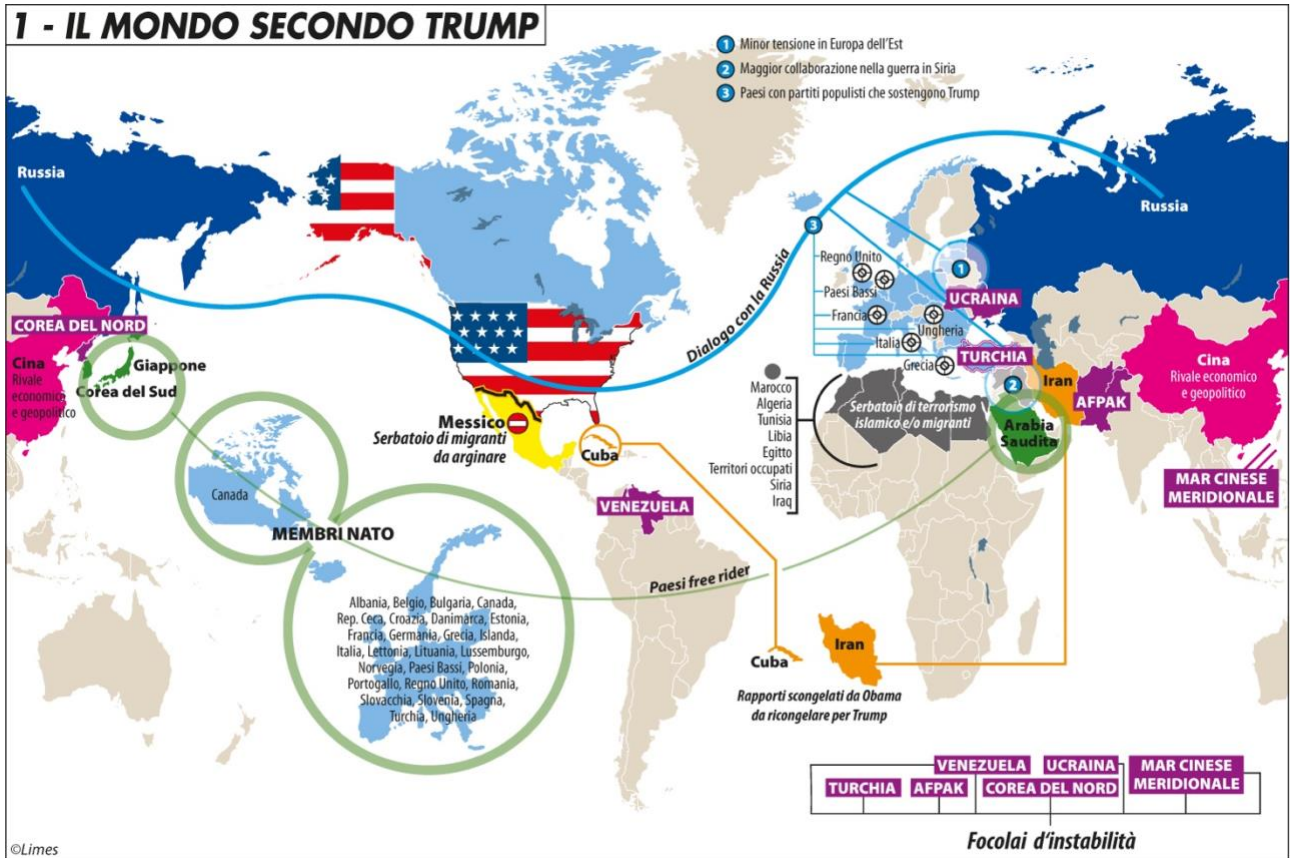 1 - IL MONDO SECONDO TRUMP
1 Minor tensione in Europa dell'Est
2 Maggior collaborazione nella guerra in Siria
3 Paesi con partiti populisti che sostengono Trump
Russia
Russia
Dialogo con la Russia
3
Regno Unito
Paesi Bassi
Francia
Italia
Ungheria
Grecia
1
UCRAINA
TURCHIA
2
Iran
AFPAK
Arabia
Saudita
Cina
Rivale economico
e geopolitico
MAR CINESE
MERIDIONALE
COREA DEL NORD
Cina
Rivale
economico
e geopolitico
Giappone
Corea del Sud
Messico
Serbatoio di migranti
da arginare
Cuba
VENEZUELA
Marocco
Algeria
Tunisia
Libia
Egitto
Territori occupati
Siria
Iraq
Serbatoio di terrorismo
islamico e/o migranti
Canada
MEMBRI NATO
Albania, Belgio, Bulgaria, Canada,
Rep. Ceca, Croazia, Danimarca, Estonia,
Francia, Germania, Grecia, Islanda,
Italia, Lettonia, Lituania, Lussemburgo,
Norvegia, Paesi Bassi, Polonia,
Portogallo, Regno Unito, Romania,
Slovacchia, Slovenia, Spagna,
Turchia, Ungheria
Paesi free rider
Cuba
Iran
Rapporti scongelati da Obama
da ricongelare per Trump
VENEZUELA
UCRAINA
MAR CINESE
MERIDIONALE
TURCHIA
AFPAK
COREA DEL NORD
Focolai d'instabilità
©Limes